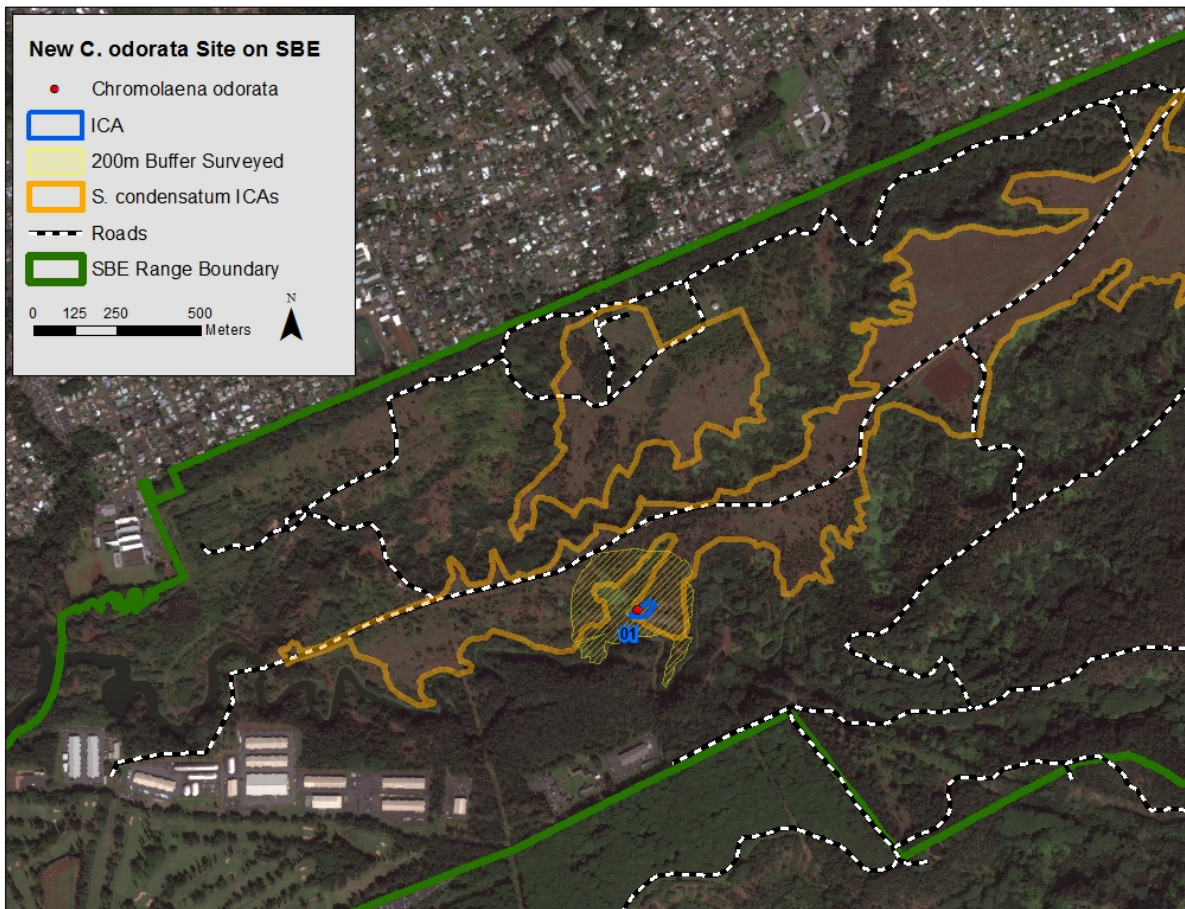 New C. odorata Site on SBE
Chromolaena odorata
ICA
200m Buffer Surveyed
S. condensatum ICAs
Roads
SBE Range Boundary
0 125 250 500
Meters
N
01